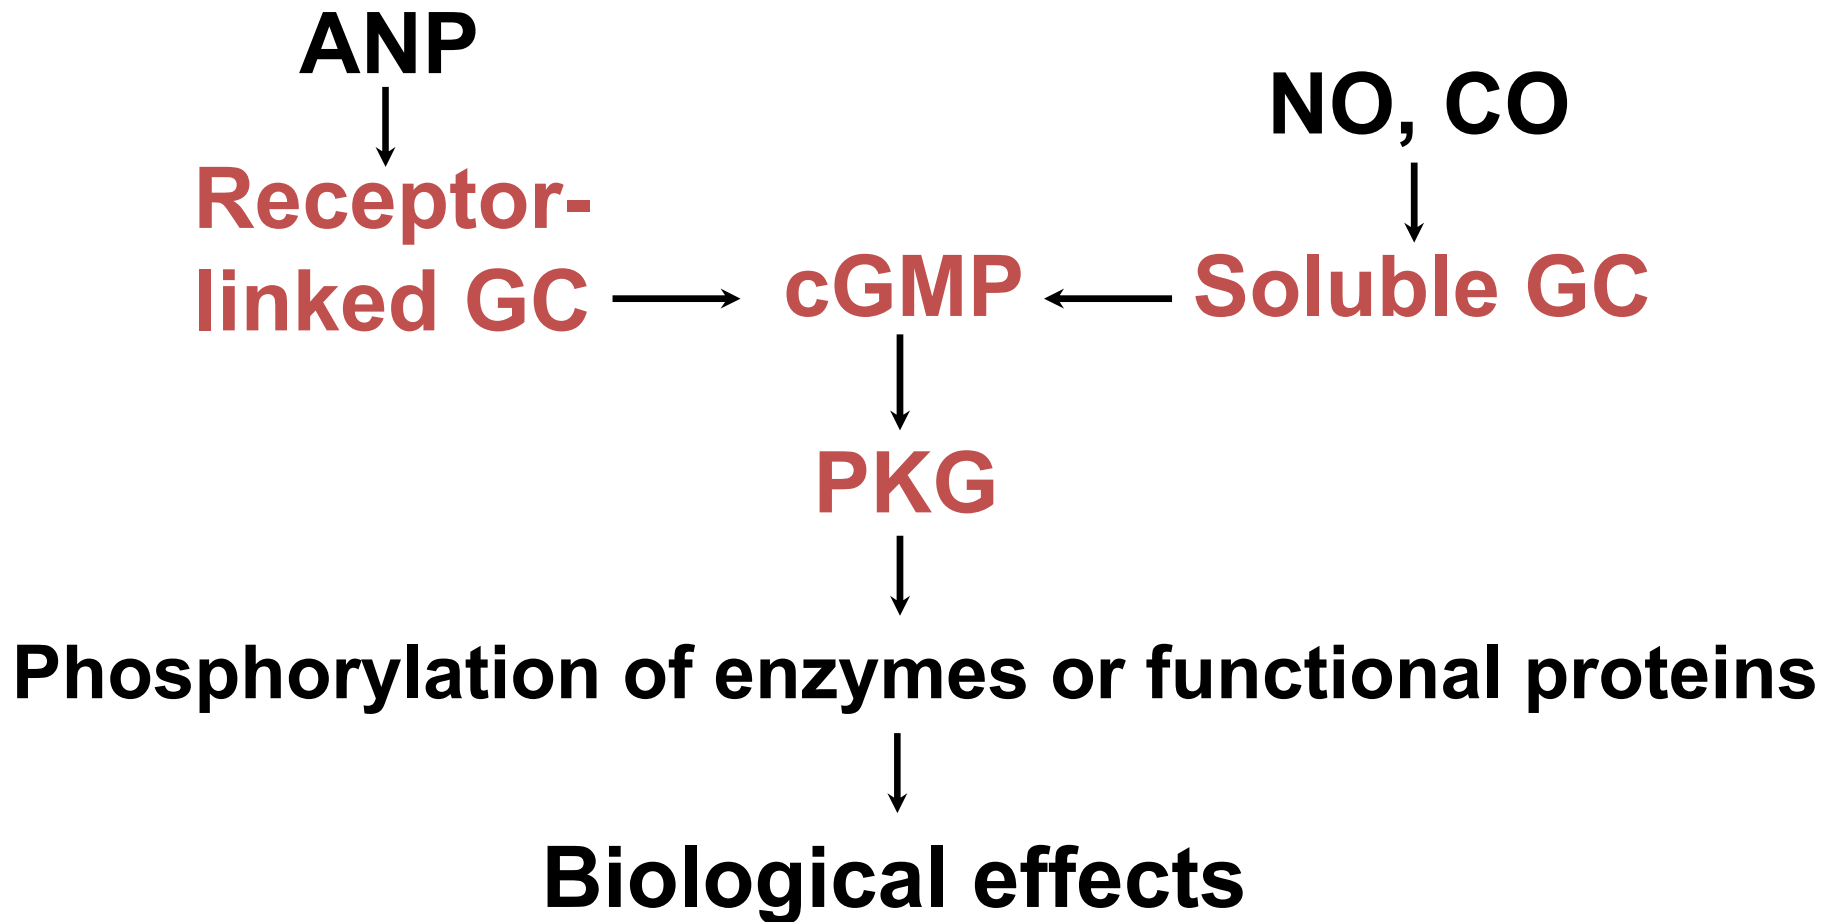 ANP
NO, CO
Receptor-
linked GC
cGMP
Soluble GC
PKG
Phosphorylation of enzymes or functional proteins
Biological effects